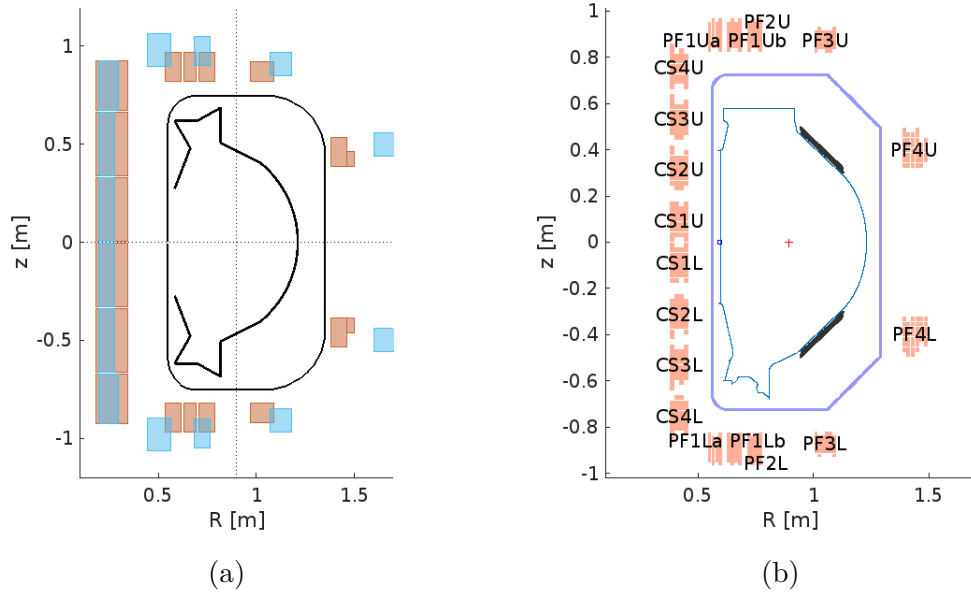 1
0.5
0
-0.5
-1
z [m]
0.5
1
1.5
R [m]
(a)
1
0.8
0.6
0.4
0.2
0
-0.2
-0.4
-0.6
-0.8
-1
z [m]
PF2U
PF1Ua PF1Ub PF3U
CS4U
CS3U
PF4U
CS2U
CS1U
CS1L
CS2L
PF4L
CS3L
CS4L
PF1La PF1Lb PF3L
PF2L
0.5
1
1.5
R [m]
(b)